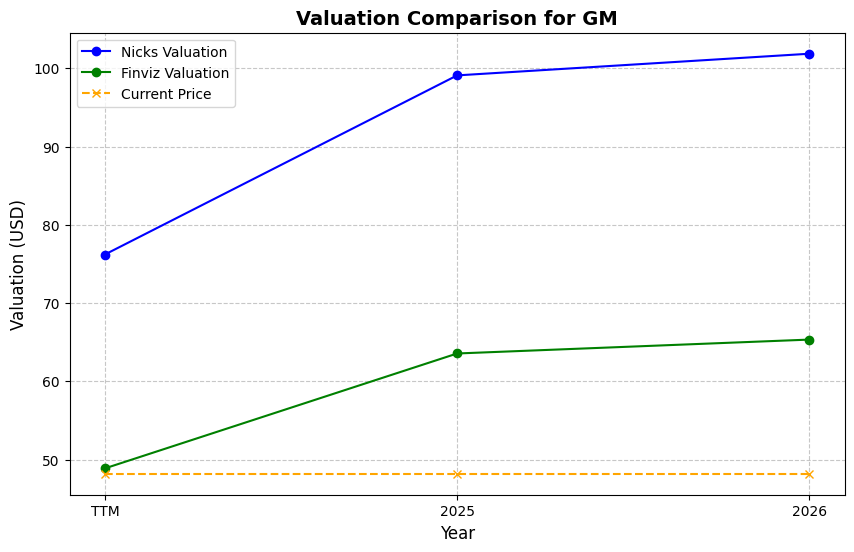 Valuation Comparison for GM
Nicks Valuation
Finviz Valuation
Current Price
Valuation (USD)
100
90
80
70
60
50
TTM
2025
2026
Year